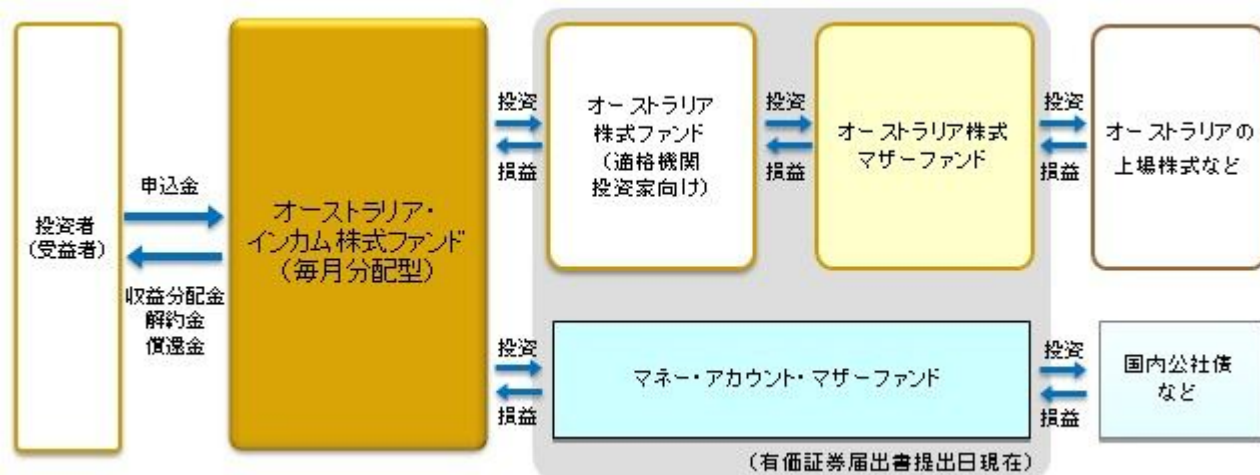 投資者
(受益者)
申込金
収益分配金
解約金
償還金
オーストラリア・
インカム株式ファンド
(毎月分配型)
投資
損益
オーストラリア
株式ファンド
(適格機関
投資家向け)
投資
損益
オーストラリア株式
マザーファンド
投資
損益
オーストラリアの
上場株式など
投資
損益
マネー・アカウント・マザーファンド
投資
損益
国内公社債
など
(有価証券届出書提出日現在)